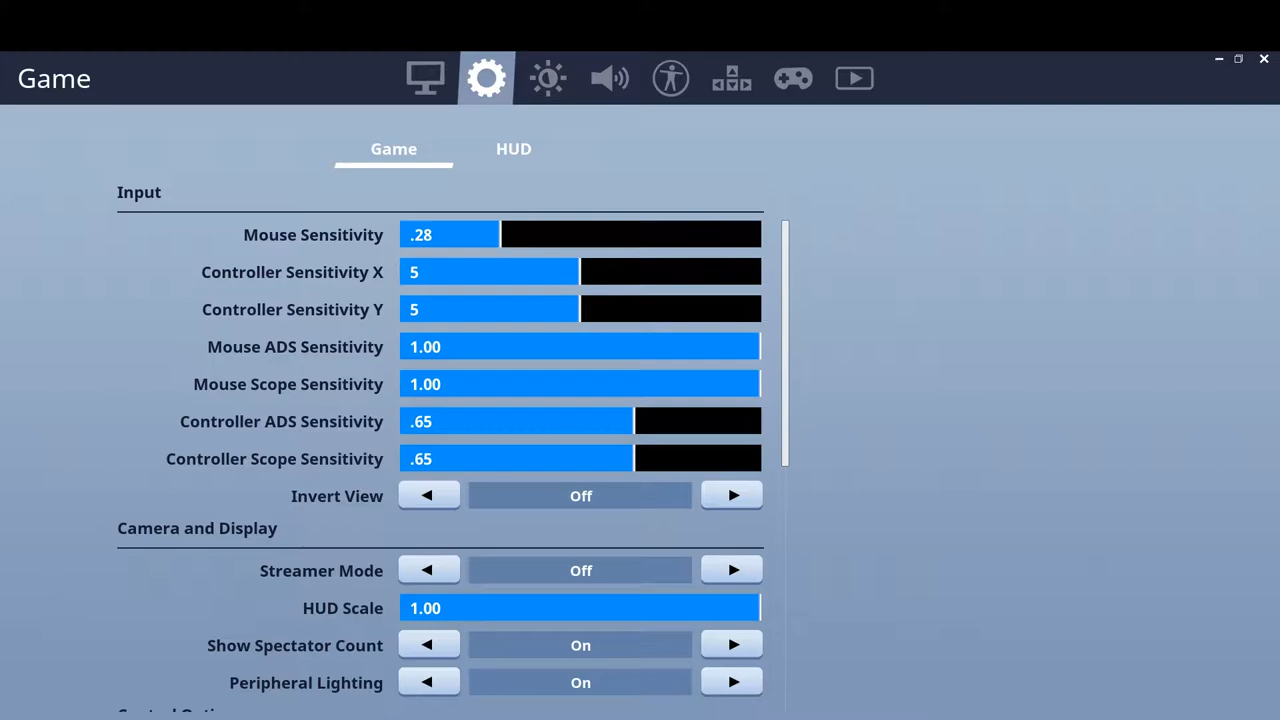 Game
Game HUD
Input
Mouse Sensitivity .28
Controller Sensitivity X 5
Controller Sensitivity Y 5
Mouse ADS Sensitivity 1.00
Mouse Scope Sensitivity 1.00
Controller ADS Sensitivity .65
Controller Scope Sensitivity .65
Invert View Off
Camera and Display
Streamer Mode Off
HUD Scale 1.00
Show Spectator Count On
Peripheral Lighting On